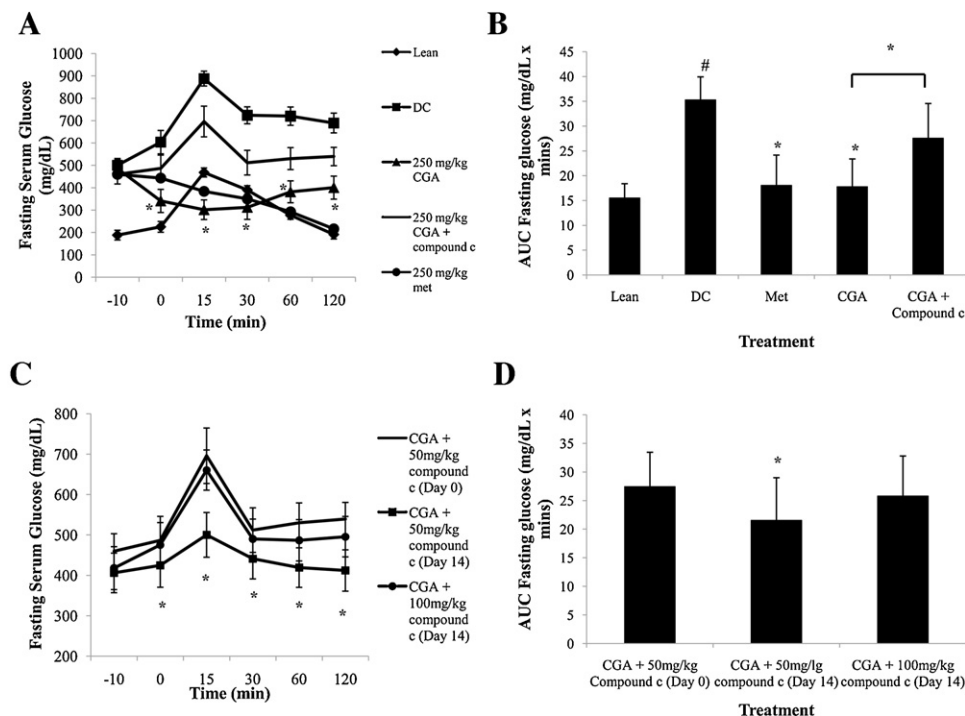 A
Fasting Serum Glucose
(mg/dL)
1000
900
800
700
600
500
400
300
200
100
0
-10 0 15 30 60 120
Time (min)
*
*
*
*
*
Lean
DC
250 mg/kg
CGA
250 mg/kg
CGA +
compound c
250 mg/kg
met
B
AUC Fasting glucose (mg/dL x
mins)
45
40
35
30
25
20
15
10
5
0
#
*
*
*
Lean DC Met CGA CGA +
Compound c
Treatment
C
Fasting Serum Glucose (mg/dL)
800
700
600
500
400
300
200
-10 0 15 30 60 120
Time (min)
*
*
*
*
*
CGA +
50mg/kg
compound
c (Day 0)
CGA +
50mg/kg
compound
c (Day 14)
CGA +
100mg/kg
compound
c (Day 14)
D
AUC Fasting glucose (mg/dL x
mins)
40
35
30
25
20
15
10
5
0
*
CGA + 50mg/kg CGA + 50mg/lg CGA + 100mg/kg
Compound c (Day 0) compound c (Day 14) compound c (Day 14)
Treatment